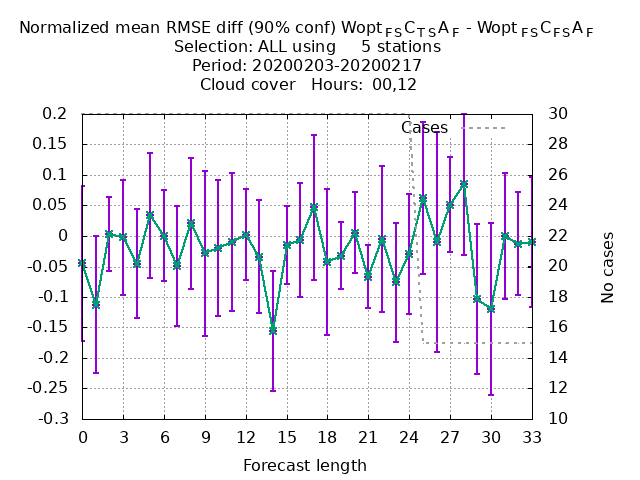 Normalized mean RMSE diff (90% conf) Wopt FS C T S A F - Wopt FS C FS A F
Selection: ALL using     5 stations
Period: 20200203-20200217
Cloud cover   Hours:  00,12
Cases
0.2
0.15
0.1
0.05
0
-0.05
-0.1
-0.15
-0.2
-0.25
-0.3
30
28
26
24
22
20
18
16
14
12
10
No cases
0 3 6 9 12 15 18 21 24 27 30 33
Forecast length